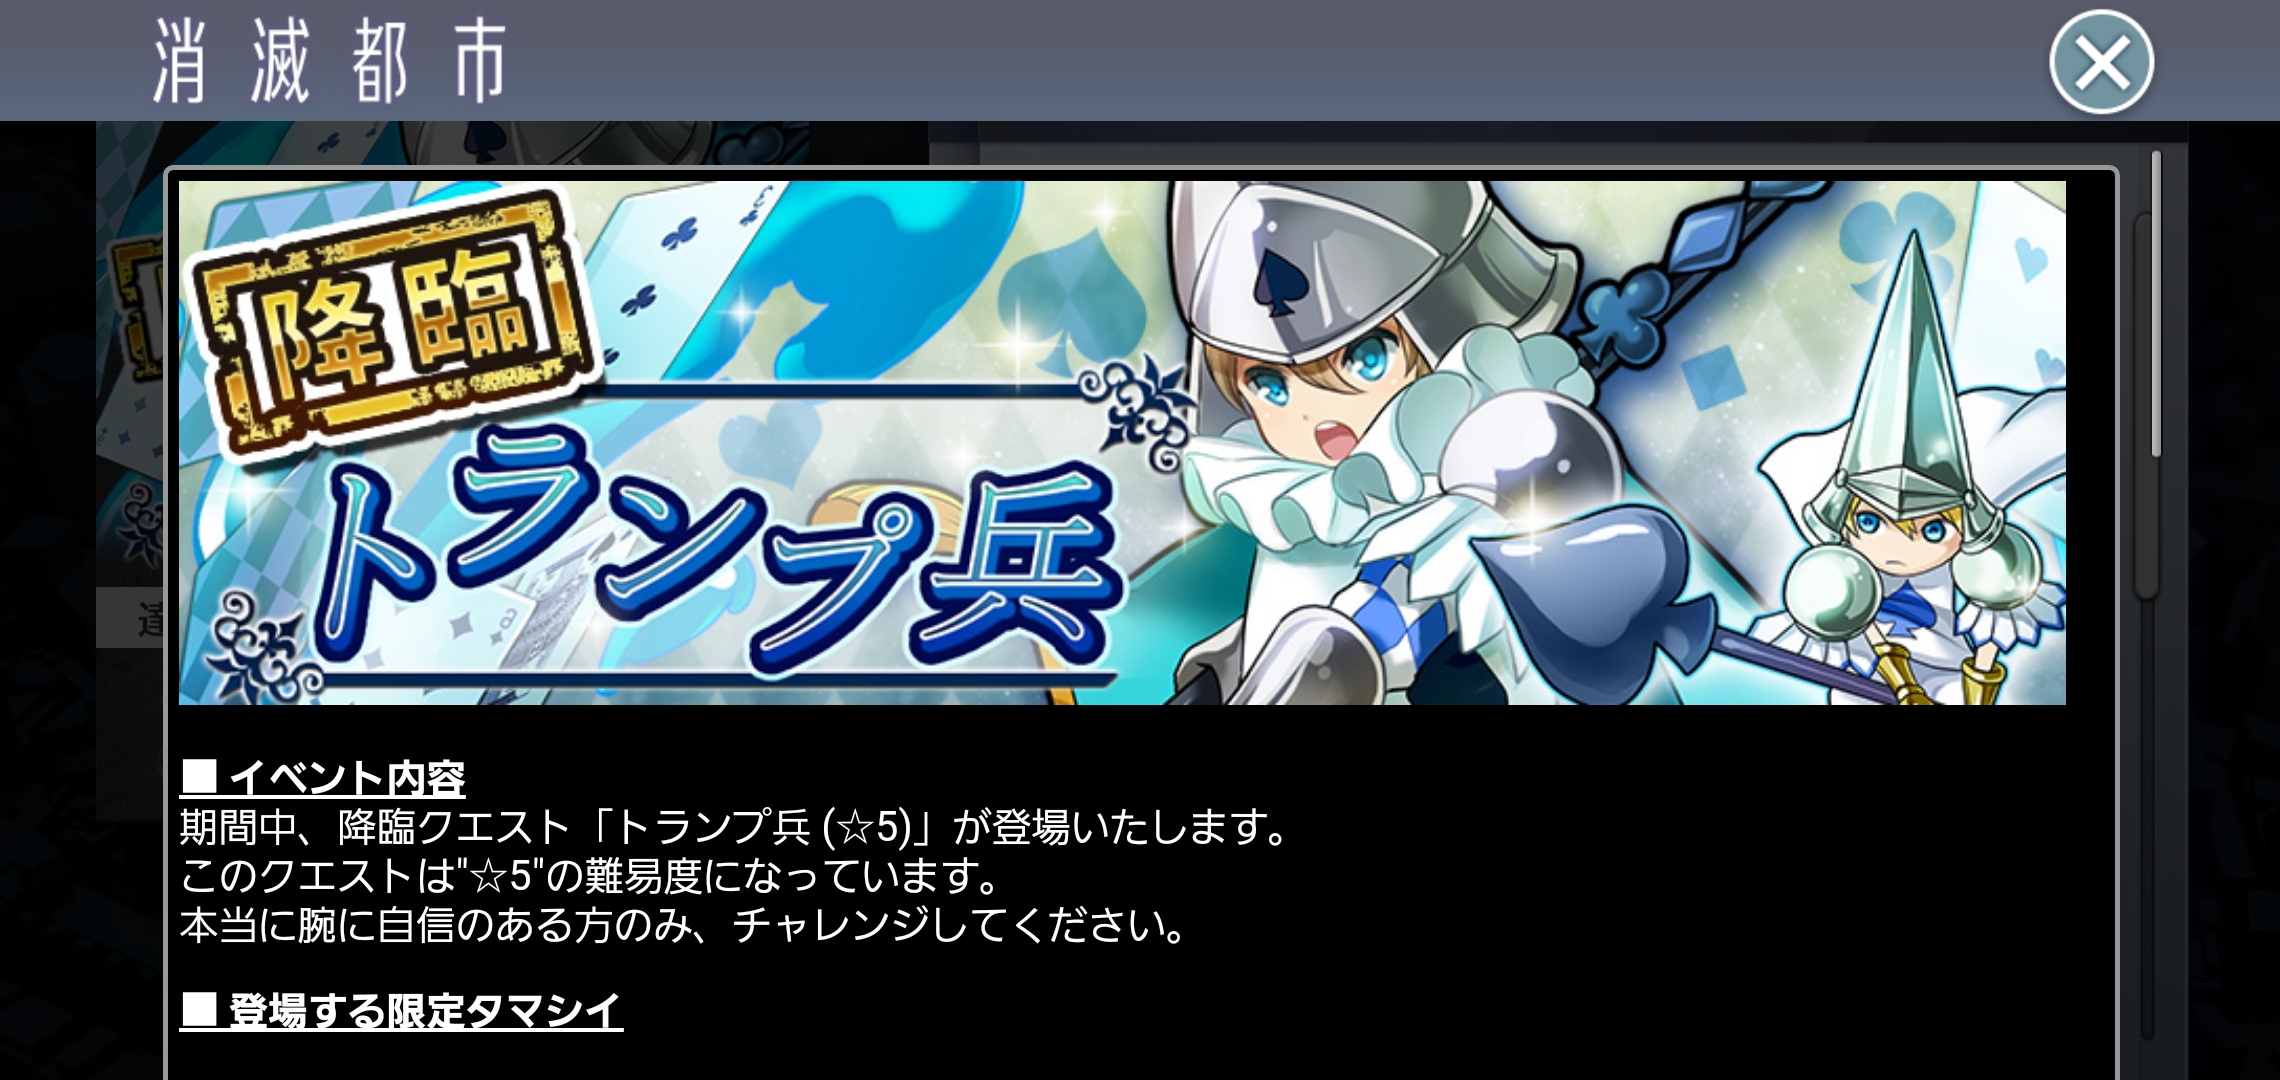 消滅都市
降臨
トランプ兵
■ イベント内容
期間中、降臨クエスト「トランプ兵 (☆5)」が登場いたします。
このクエストは"☆5"の難易度になっています。
本当に腕に自信のある方のみ、チャレンジしてください。
■ 登場する限定タマシイ